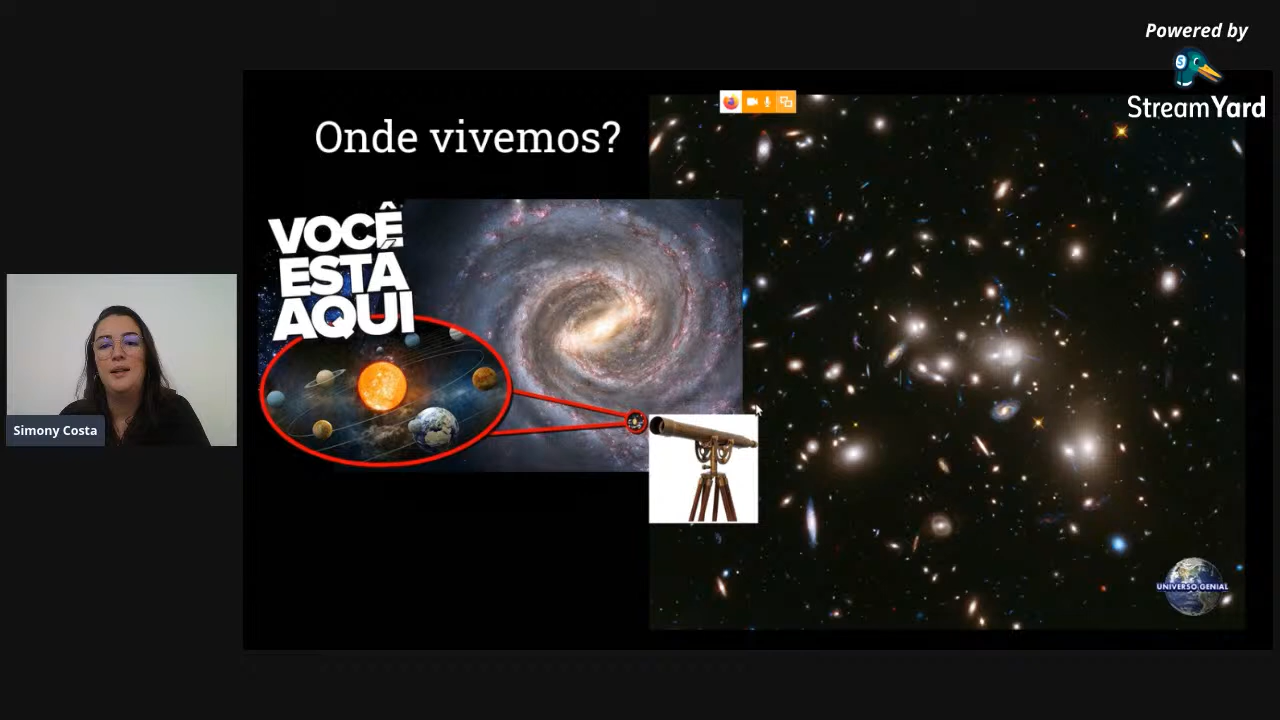 Powered by
StreamYard
Onde vivemos?
VOCÊ
ESTÁ
AQUI
Simony Costa
UNIVERSO GENIAL